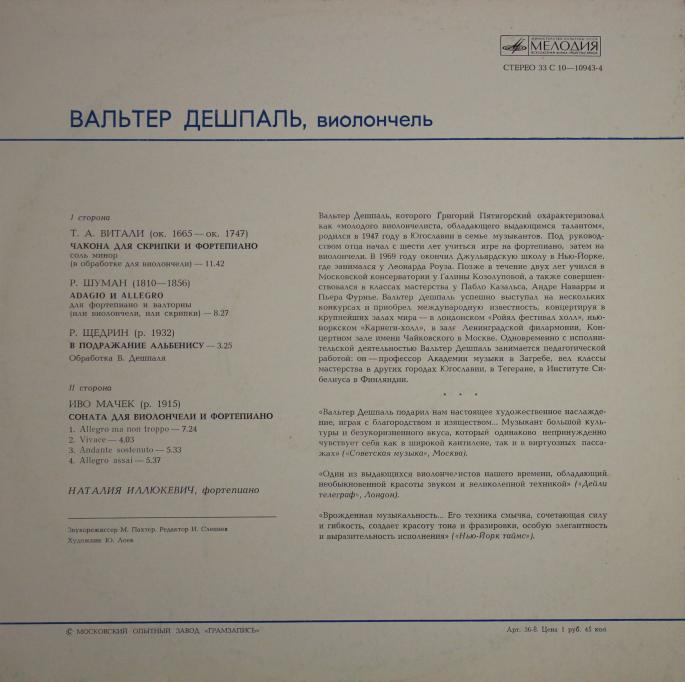 МЕЛОДИЯ
СТЕРЕО 33 С 10—10943-4
ВАЛЬТЕР ДЕШПАЛЬ, виолончель
I сторона
Т. А. ВИТАЛИ (ок. 1665—ок. 1747)
ЧАКОНА ДЛЯ СКРИПКИ И ФОРТЕПИАНО
соль минор
(в обработке для виолончели) — 11.42
Р. ШУМАН (1810—1856)
ADAGIO И ALLEGRO
для фортепиано и валторны
(или виолончели, или скрипки) — 8.27
Р. ЩЕДРИН (р. 1932)
В ПОДРАЖАНИЕ АЛЬБЕНИСУ — 3.25
Обработка В. Дешпаля
II сторона
ИВО МАЧЕК (р. 1915)
СОНАТА ДЛЯ ВИОЛОНЧЕЛИ И ФОРТЕПИАНО
1. Allegro ma non troppo — 7.24
2. Vivace — 4.03
3. Andante sostenuto — 5.33
4. Allegro assai — 5.37
НАТАЛИЯ ИЛЛЮКЕВИЧ, фортепиано
Звукорежиссер М. Пахтер. Редактор И. Слепнев
Художник Ю. Лоев
Вальтер Дешпаль, которого Григорий Пятигорский охарактеризовал
как «молодого виолончелиста, обладающего выдающимся талантом»,
родился в 1947 году в Югославии в семье музыкантов. Под руковод-
ством отца начал с шести лет учиться игре на фортепиано, затем на
виолончели. В 1969 году окончил Джульярдскую школу в Нью-Йорке,
где занимался у Леонарда Роуза. Позже в течение двух лет учился в
Московской консерватории у Галины Козолуповой, а также совершен-
ствовался в классах мастерства у Пабло Казальса, Андре Наварры и
Пьера Фурнье. Вальтер дешпаль успешно выступал на нескольких
конкурсах и приобрел международную известность, концертируя в
крупнейших залах мира — в лондонском «Ройял фестивал холл», нью-
йоркском «Карнеги-холл», в зале Ленинградской филармонии, Кон-
цертном зале имени Чайковского в Москве. Одновременно с исполни-
тельской деятельностью Вальтер Дешпаль занимается педагогической
работой: он — профессор Академии музыки в Загребе, вел классы
мастерства в других городах Югославии, в Тегеране, в Институте Си-
белиуса в Финляндии.
* * *
«Вальтер Дешпаль подарил нам настоящее художественное наслажде-
ние, играя с благородством и изяществом... Музыкант большой куль-
туры и безукоризненного вкуса, который одинаково непринужденно
чувствует себя как в широкой кантилене, так и в виртуозных пасса-
жах» («Советская музыка», Москва).
«Один из выдающихся виолончелистов нашего времени, обладающий
необыкновенной красоты звуком и великолепной техникой» («Дейли
телеграф», Лондон).
«Врожденная музыкальность... Его техника смычка, сочетающая силу
и гибкость, создает красоту тона и фразировки, особую элегантность
и выразительность исполнения» («Нью-Йорк таймс»).
© МОСКОВСКИЙ ОПЫТНЫЙ ЗАВОД «ГРАМЗАПИСЬ»
Арт. 36-8. Цена 1 руб. 45 коп